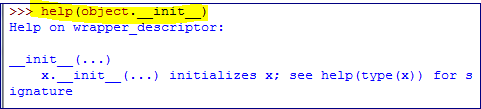 >>> help(object.__init__)
Help on wrapper_descriptor:

__init__(...)
    x.__init__(...) initializes x; see help(type(x)) for s
ignature